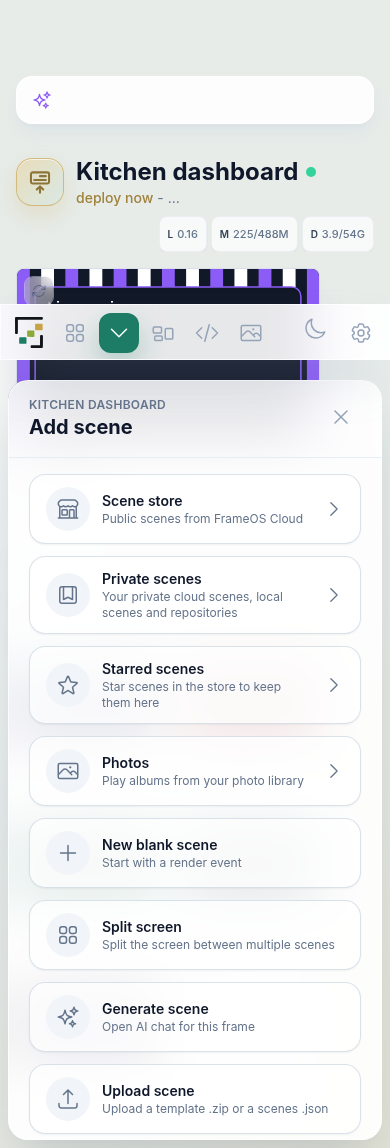 Kitchen dashboard
deploy now - ...
L 0.16
M 225/488M
D 3.9/54G
KITCHEN DASHBOARD
Add scene
Scene store
Public scenes from FrameOS Cloud
Private scenes
Your private cloud scenes, local
scenes and repositories
Starred scenes
Star scenes in the store to keep
them here
Photos
Play albums from your photo library
New blank scene
Start with a render event
Split screen
Split the screen between multiple scenes
Generate scene
Open AI chat for this frame
Upload scene
Upload a template .zip or a scenes .json